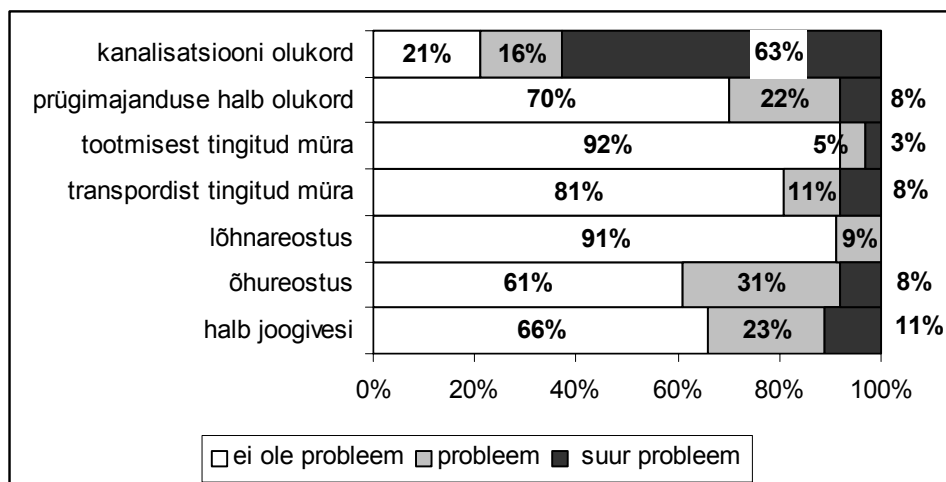 kanalisatsiooni olukord 21% 16% 63%
prügimajanduse halb olukord 70% 22% 8%
tootmisest tingitud müra 92% 5% 3%
transpordist tingitud müra 81% 11% 8%
lõhnareostus 91% 9%
õhureostus 61% 31% 8%
halb joogivesi 66% 23% 11%
0% 20% 40% 60% 80% 100%
ei ole probleem probleem suur probleem